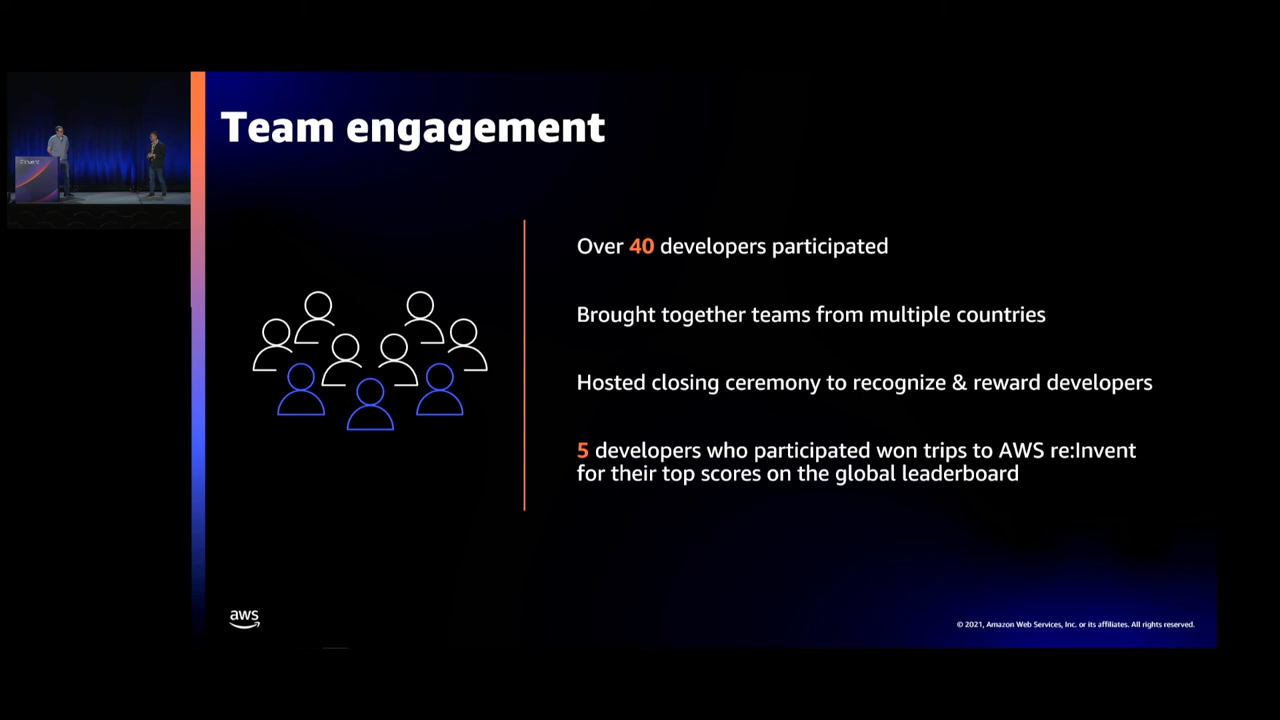 Team engagement
Over 40 developers participated
Brought together teams from multiple countries
Hosted closing ceremony to recognize & reward developers
5 developers who participated won trips to AWS re:Invent
for their top scores on the global leaderboard
aws
© 2021, Amazon Web Services, Inc. or its affiliates. All rights reserved.